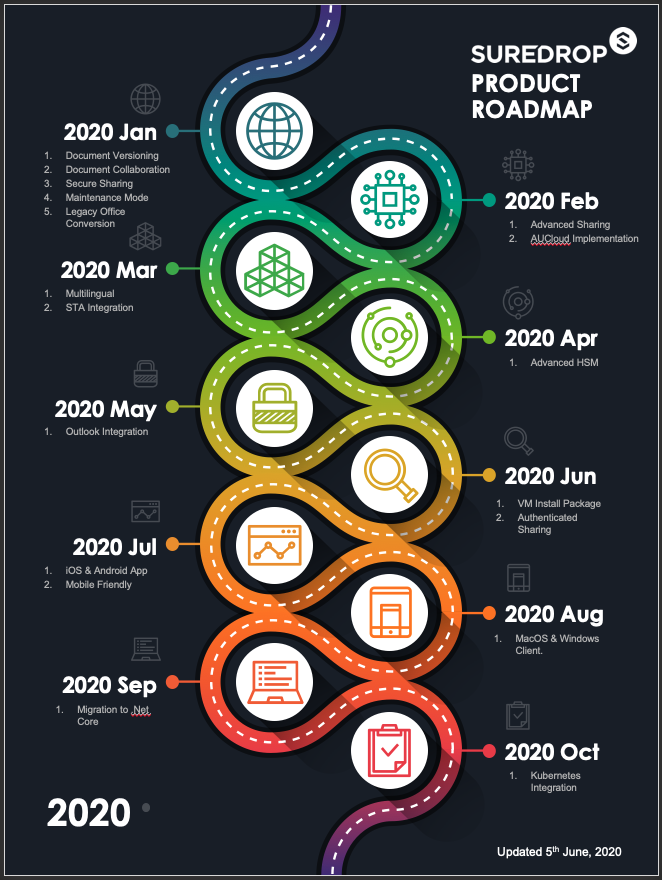 SUREDROP
PRODUCT
ROADMAP
2020 Jan
1. Document Versioning
2. Document Collaboration
3. Secure Sharing
4. Maintenance Mode
5. Legacy Office
Conversion
2020 Feb
1. Advanced Sharing
2. AUCloud Implementation
2020 Mar
1. Multilingual
2. STA Integration
2020 Apr
1. Advanced HSM
2020 May
1. Outlook Integration
2020 Jun
1. VM Install Package
2. Authenticated
Sharing
2020 Jul
1. iOS & Android App
2. Mobile Friendly
2020 Aug
1. MacOS & Windows
Client.
2020 Sep
1. Migration to .Net
Core
2020 Oct
1. Kubernetes
Integration
2020
Updated 5th June, 2020